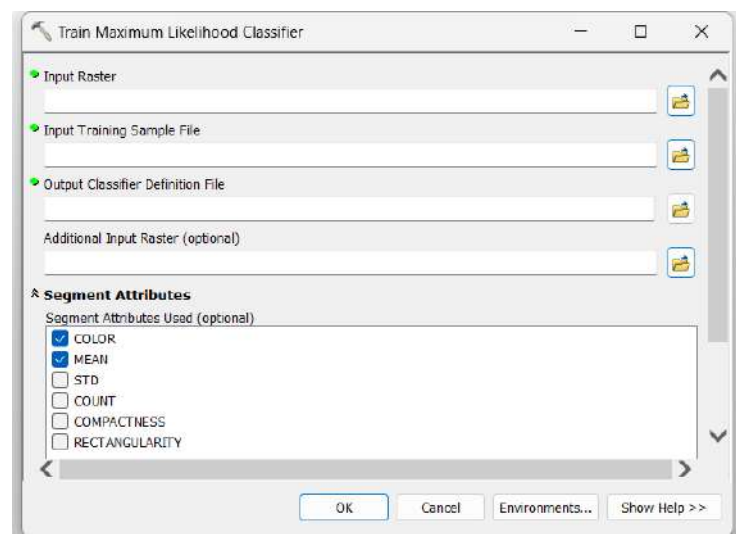 Train Maximum Likelihood Classifier
Input Raster
Input Training Sample File
Output Classifier Definition File
Additional Input Raster (optional)
Segment Attributes
Segment Attributes Used (optional)
COLOR
MEAN
STD
COUNT
COMPACTNESS
RECTANGULARITY
OK Cancel Environments... Show Help >>